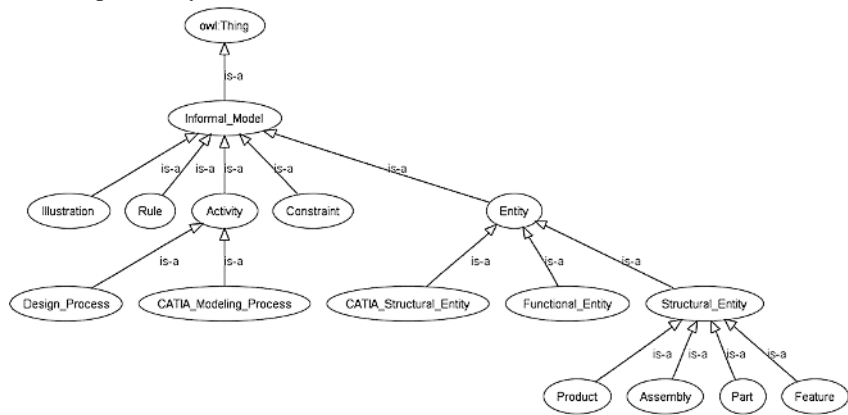 owl:Thing
is-a
Informal_Model
is-a is-a is-a is-a is-a
Illustration Rule Activity Constraint Entity
is-a is-a is-a is-a is-a
Design_Process CATIA_Modeling_Process CATIA_Structural_Entity Functional_Entity Structural_Entity
is-a is-a is-a is-a
Product Assembly Part Feature